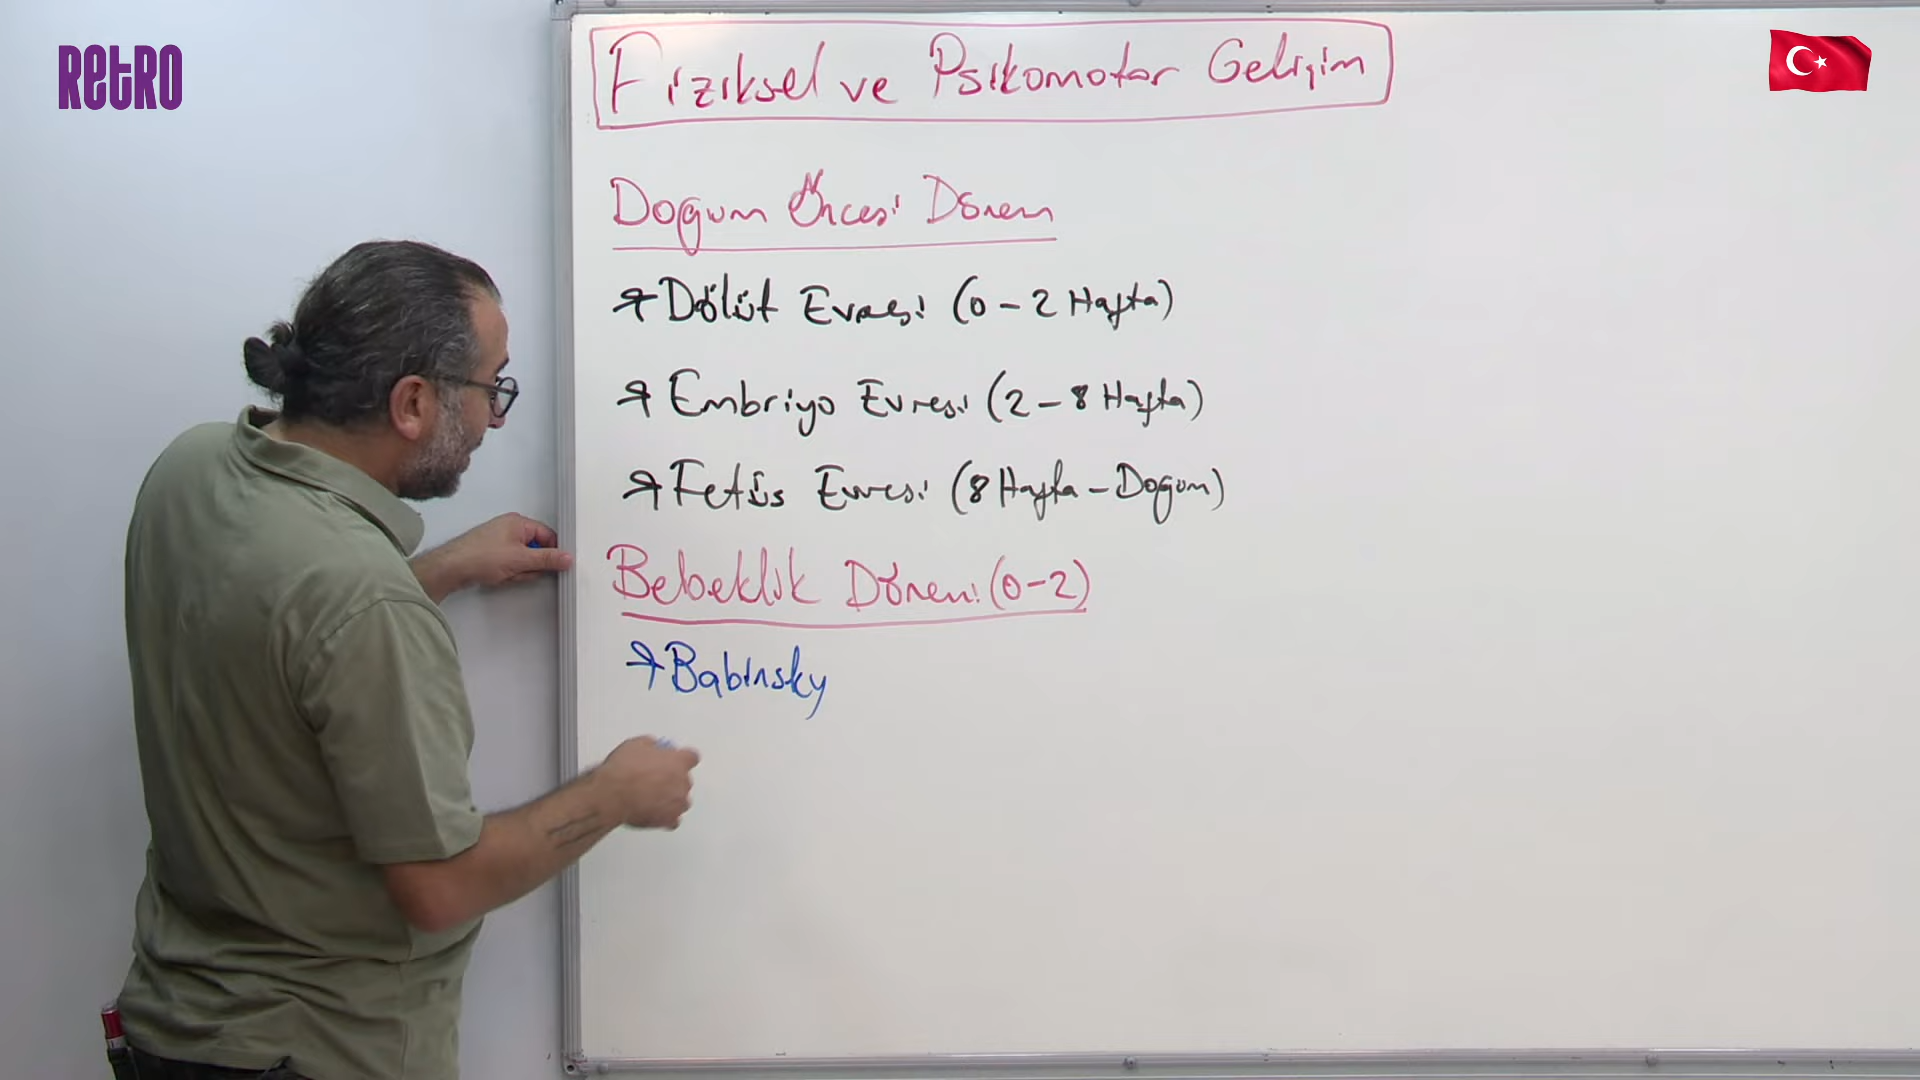 RETRO
Fiziksel ve Psikomotor Gelişim
Doğum Öncesi Dönem
* Dölüt Evresi (0-2 Hafta)
* Embriyo Evresi (2-8 Hafta)
* Fetüs Evresi (8 Hafta-Doğum)
Bebeklik Dönemi (0-2)
* Babinsky